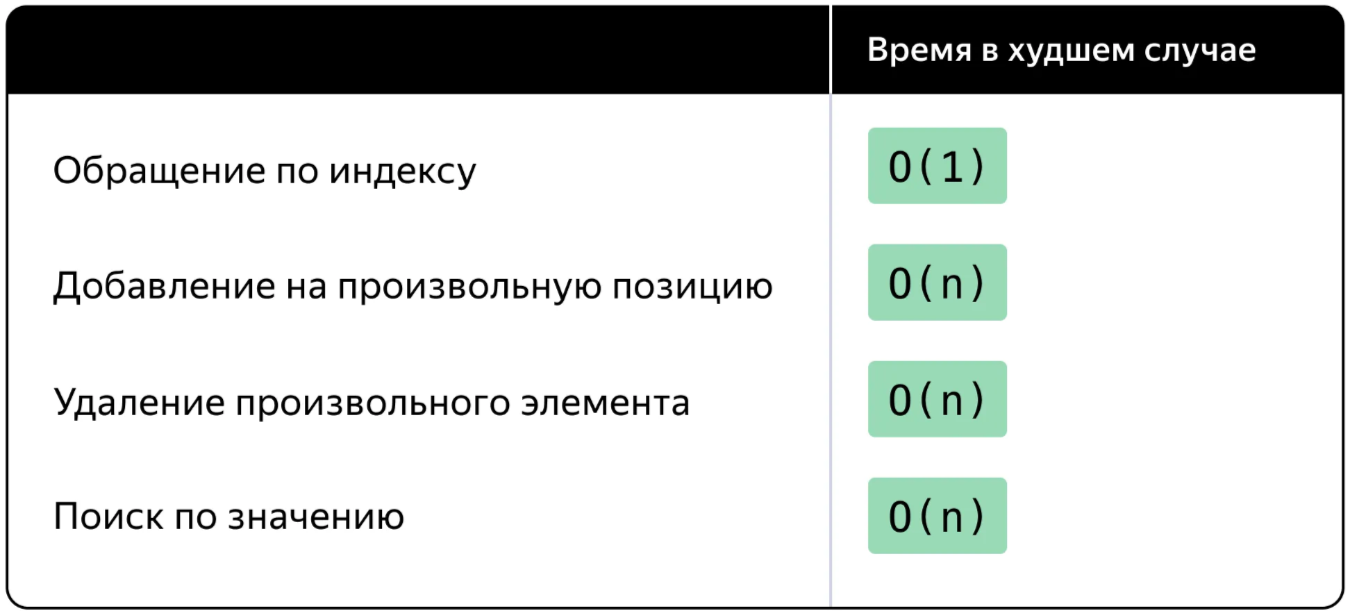 Время в худшем случае
Обращение по индексу O(1)
Добавление на произвольную позицию O(n)
Удаление произвольного элемента O(n)
Поиск по значению O(n)